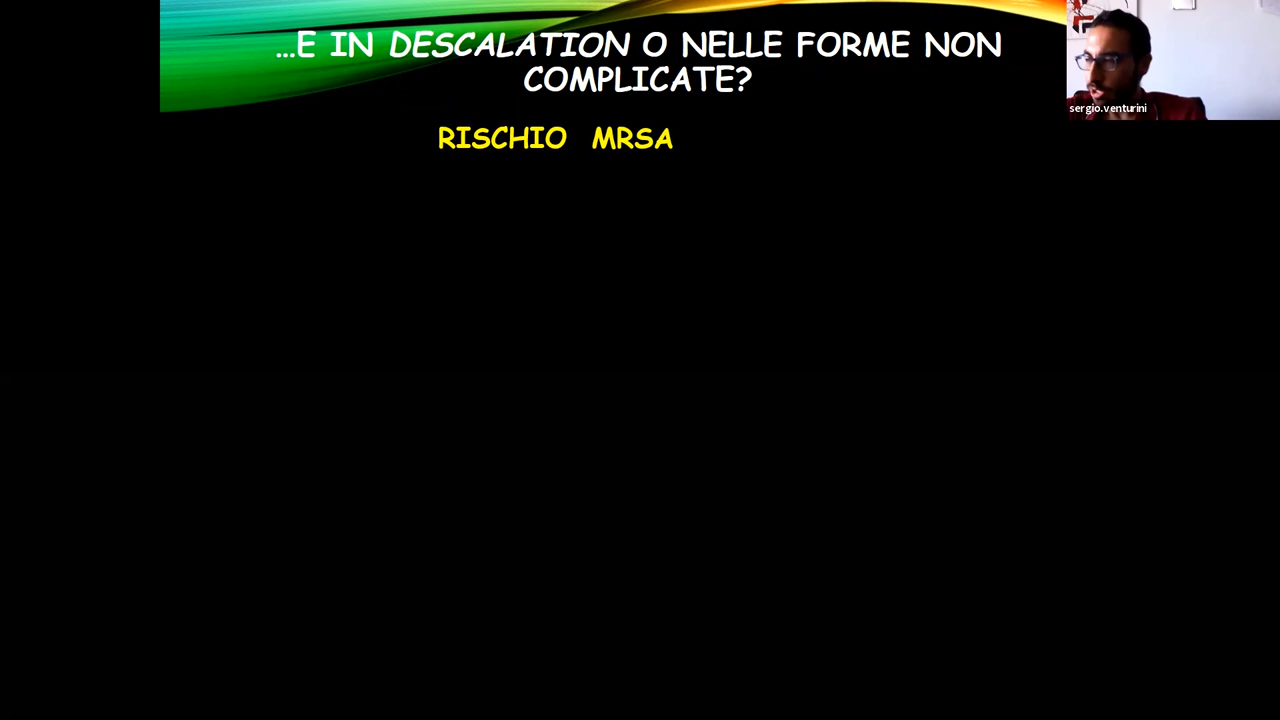 …E IN DESCALATION O NELLE FORME NON
COMPLICATE?
RISCHIO MRSA
sergio.venturini